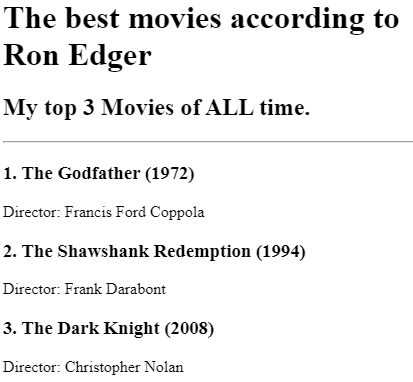 The best movies according to
Ron Edger
My top 3 Movies of ALL time.
1. The Godfather (1972)
Director: Francis Ford Coppola
2. The Shawshank Redemption (1994)
Director: Frank Darabont
3. The Dark Knight (2008)
Director: Christopher Nolan